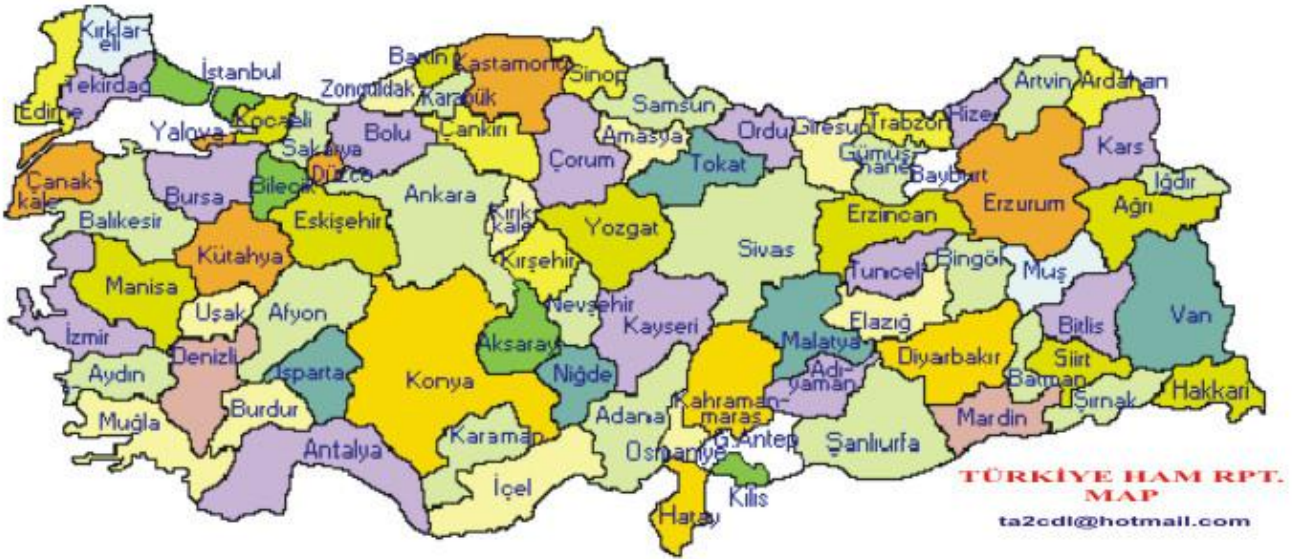 Kırklar-
eli
Edirne
Tekirdağ
İstanbul
Yalova
Kocaeli
Sakarya
Düzce
Bolu
Zonguldak
Bartın
Karabük
Kastamonu
Çankırı
Sinop
Samsun
Amasya
Çorum
Tokat
Ordu
Giresun
Trabzon
Gümüş-
hane
Bayburt
Rize
Artvin
Ardahan
Kars
Iğdır
Ağrı
Erzurum
Erzincan
Çanak-
kale
Balıkesir
Bursa
Bilecik
Eskişehir
Kütahya
Ankara
Kırık-
kale
Kırşehir
Yozgat
Sivas
Tunceli
Bingöl
Muş
Bitlis
Van
Manisa
Uşak
Afyon
İzmir
Aydın
Denizli
Muğla
Burdur
Isparta
Antalya
Konya
Aksaray
Nevşehir
Niğde
Kayseri
Karaman
İçel
Adana
Kahraman-
maraş
Osmaniye
Hatay
G.Antep
Kilis
Malatya
Adı-
yaman
Elazığ
Diyarbakır
Şanlıurfa
Mardin
Batman
Siirt
Şırnak
Hakkari
TÜRKİYE HAM RPT.
MAP
ta2cdl@hotmail.com